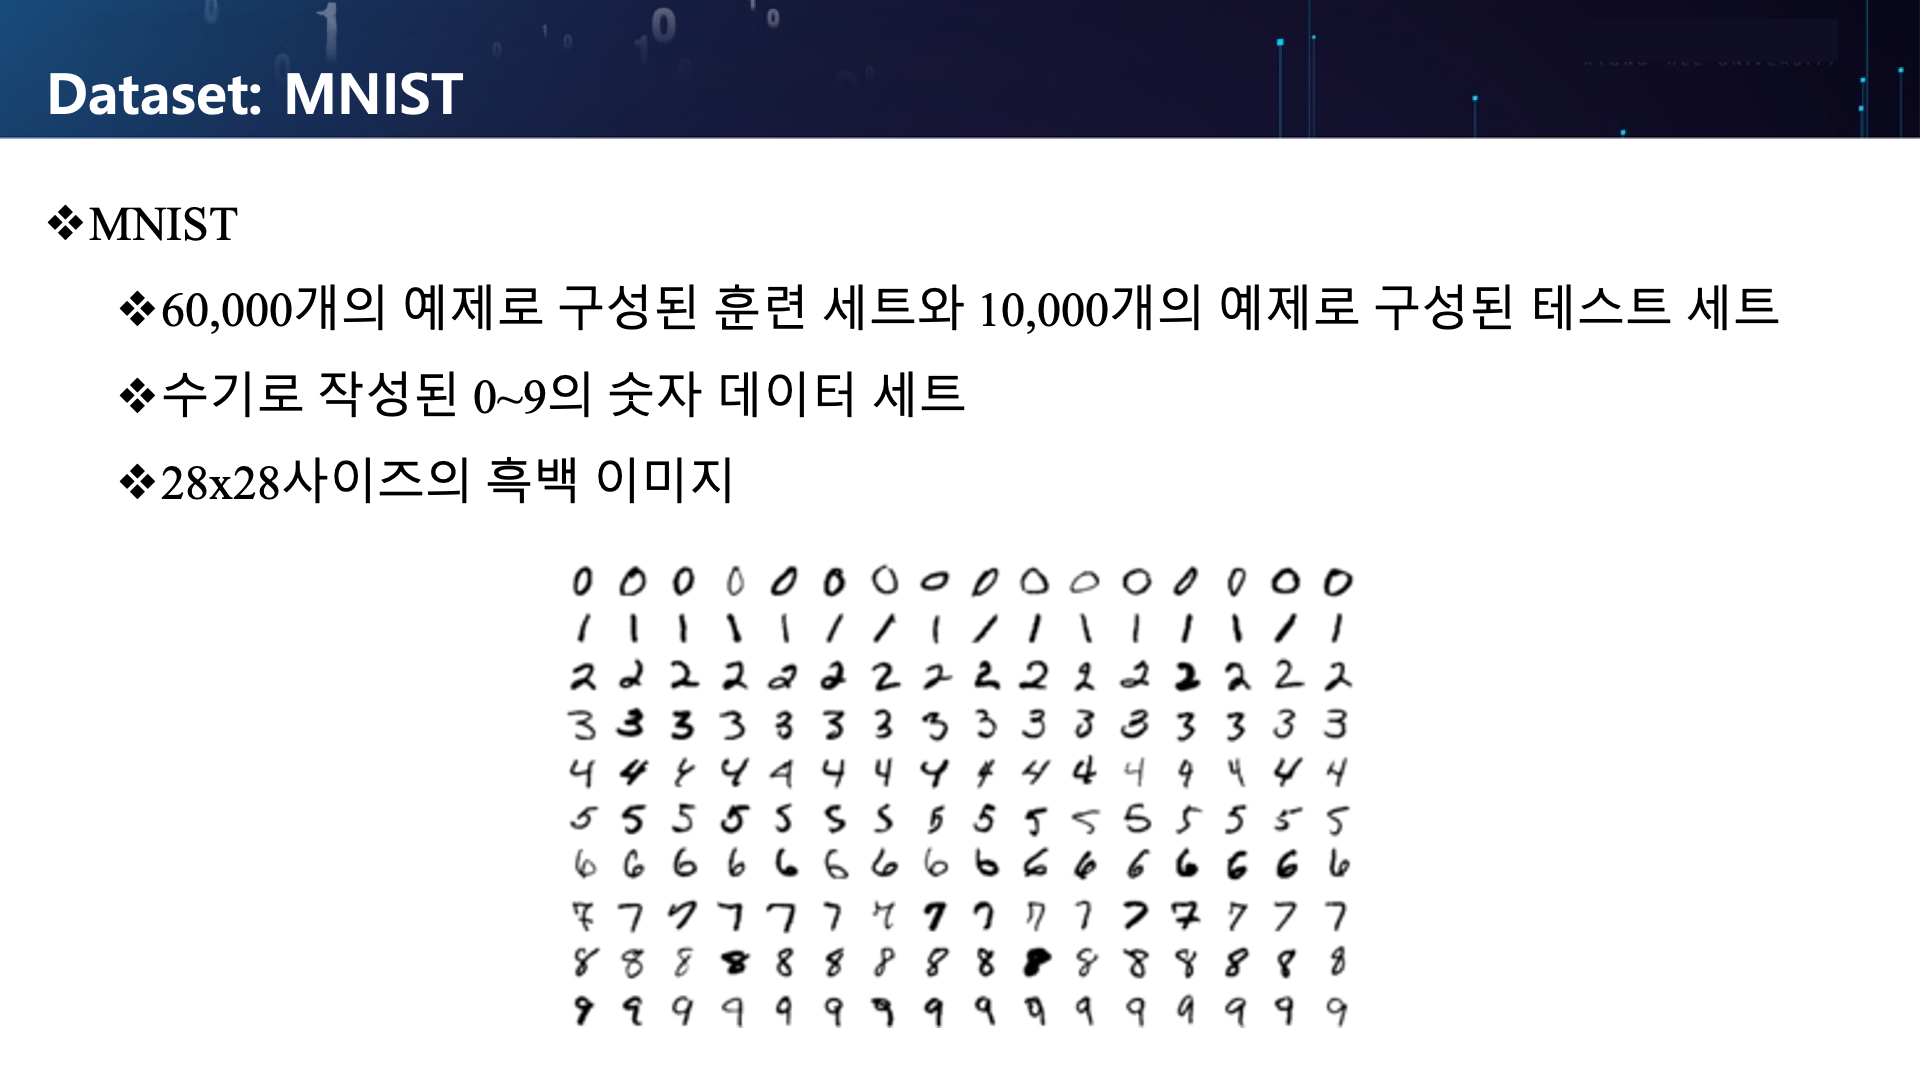 Dataset: MNIST
❖MNIST
❖60,000개의 예제로 구성된 훈련 세트와 10,000개의 예제로 구성된 테스트 세트
❖수기로 작성된 0~9의 숫자 데이터 세트
❖28x28사이즈의 흑백 이미지
0 0 0 0 0 0 0 0 0 0 0 0 0 0 0 0
1 1 1 1 1 1 1 1 1 1 1 1 1 1 1 1
2 2 2 2 2 2 2 2 2 2 2 2 2 2 2 2
3 3 3 3 3 3 3 3 3 3 3 3 3 3 3 3
4 4 4 4 4 4 4 4 4 4 4 4 4 4 4 4
5 5 5 5 5 5 5 5 5 5 5 5 5 5 5 5
6 6 6 6 6 6 6 6 6 6 6 6 6 6 6 6
7 7 7 7 7 7 7 7 7 7 7 7 7 7 7 7
8 8 8 8 8 8 8 8 8 8 8 8 8 8 8 8
9 9 9 9 9 9 9 9 9 9 9 9 9 9 9 9